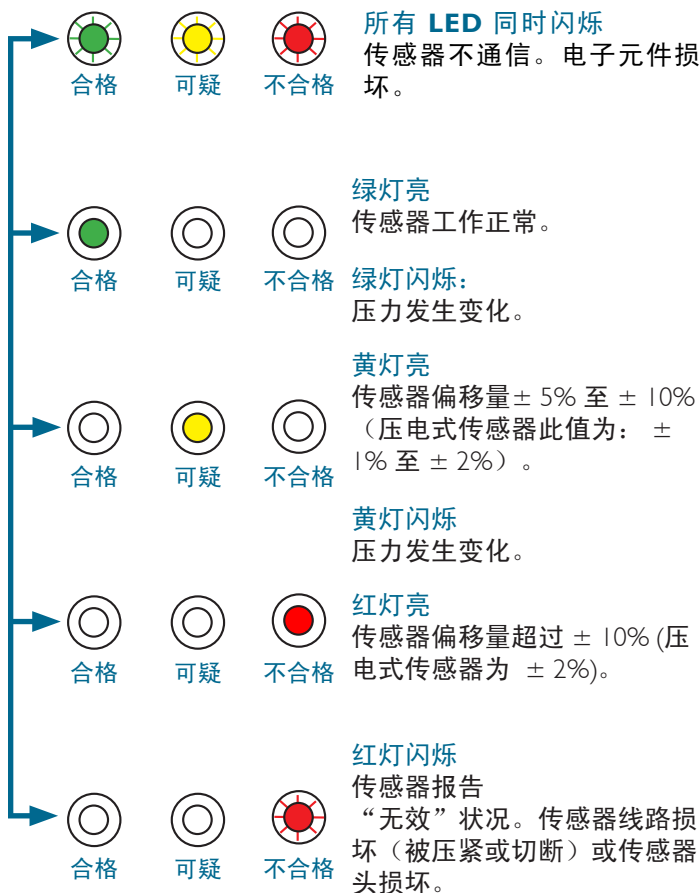 所有 LED 同时闪烁
传感器不通信。电子元件损
坏。
合格 可疑 不合格
绿灯亮
传感器工作正常。
合格 可疑 不合格
绿灯闪烁：
压力发生变化。
黄灯亮
传感器偏移量± 5% 至 ± 10%
（压电式传感器此值为： ±
1% 至 ± 2%）。
合格 可疑 不合格
黄灯闪烁
压力发生变化。
红灯亮
传感器偏移量超过 ± 10% (压
电式传感器为 ± 2%)。
合格 可疑 不合格
红灯闪烁
传感器报告
“无效”状况。传感器线路损
坏（被压紧或切断）或传感器
头损坏。
合格 可疑 不合格